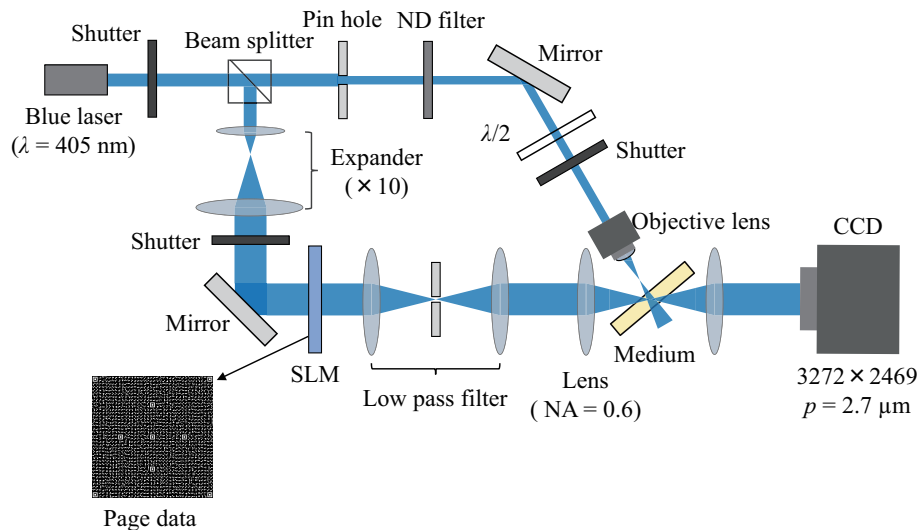 Pin hole
ND filter
Shutter
Beam splitter
Mirror
Blue laser
(λ = 405 nm)
λ/2
Expander
(×10)
Shutter
Shutter
Objective lens
CCD
Mirror
SLM
Medium
Low pass filter
Lens
( NA = 0.6)
3272×2469
p = 2.7 μm
Page data